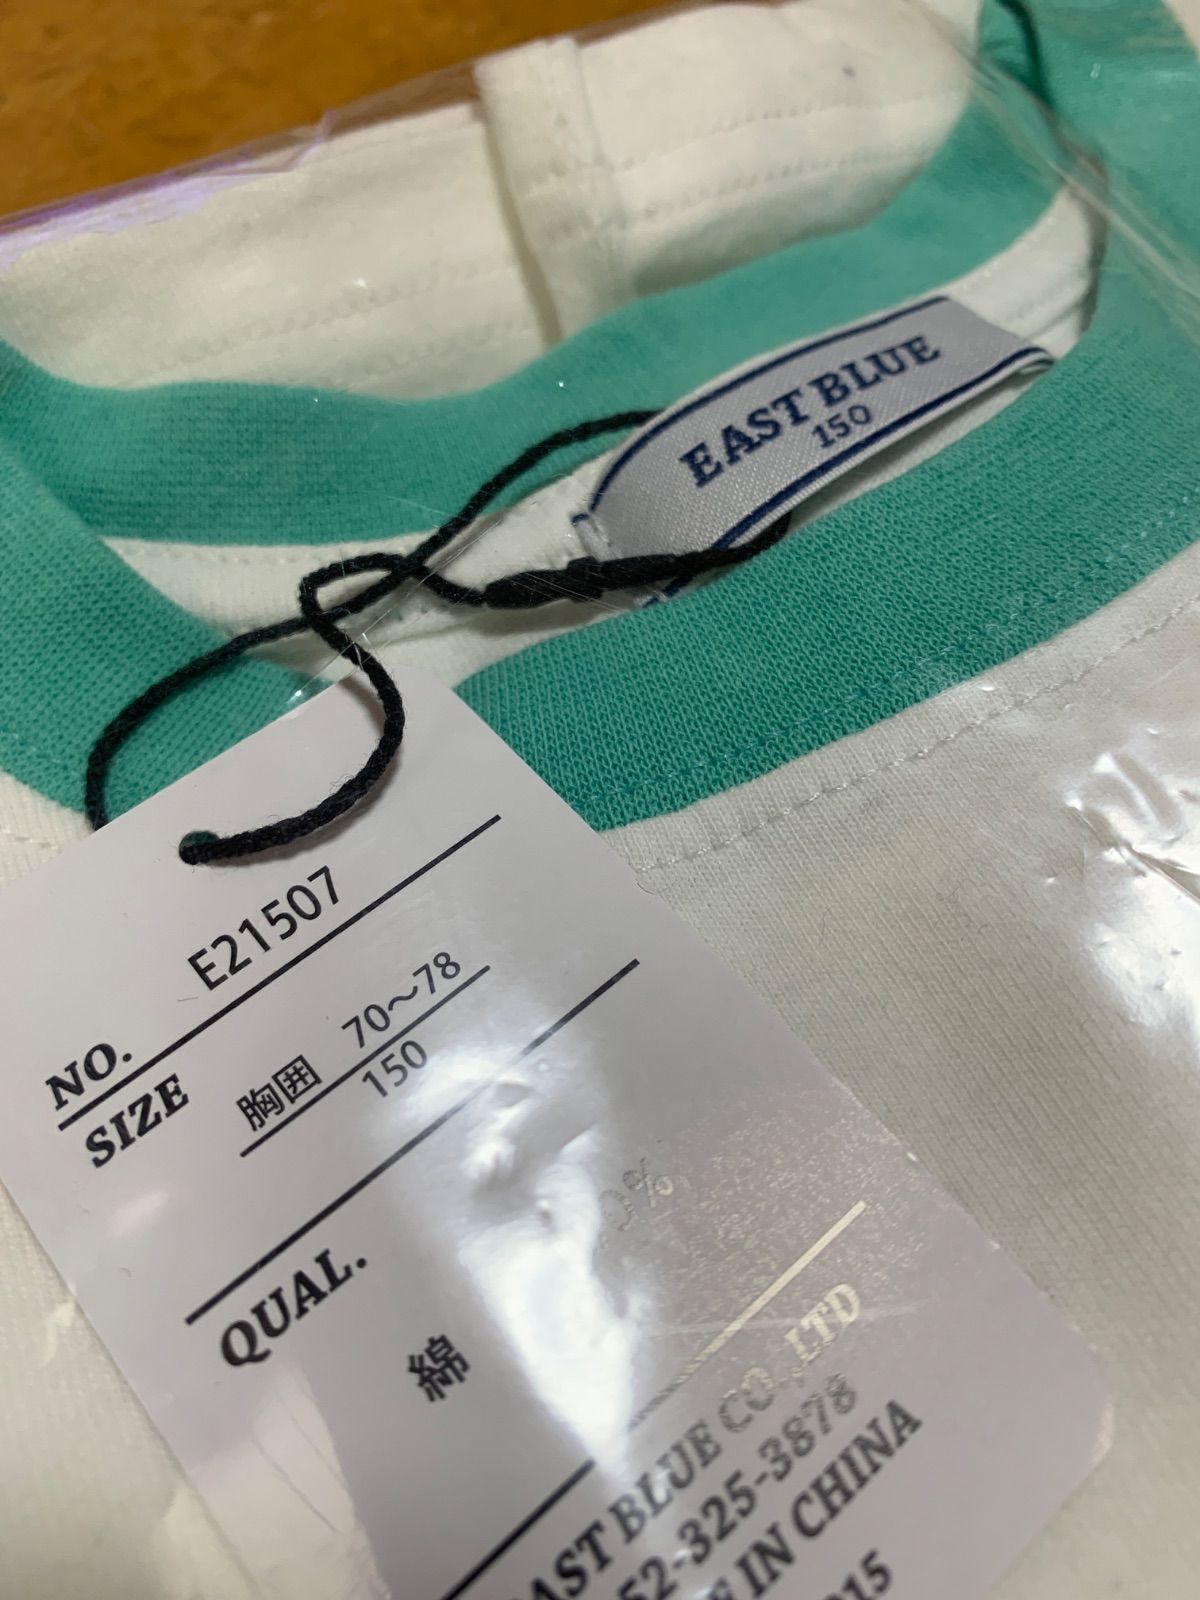 EAST BLUE
150
NO. E21507
SIZE 胸囲 70～78
150
QUAL.
綿 0%
EAST BLUE CO.,LTD
52-325-3878
IN CHINA